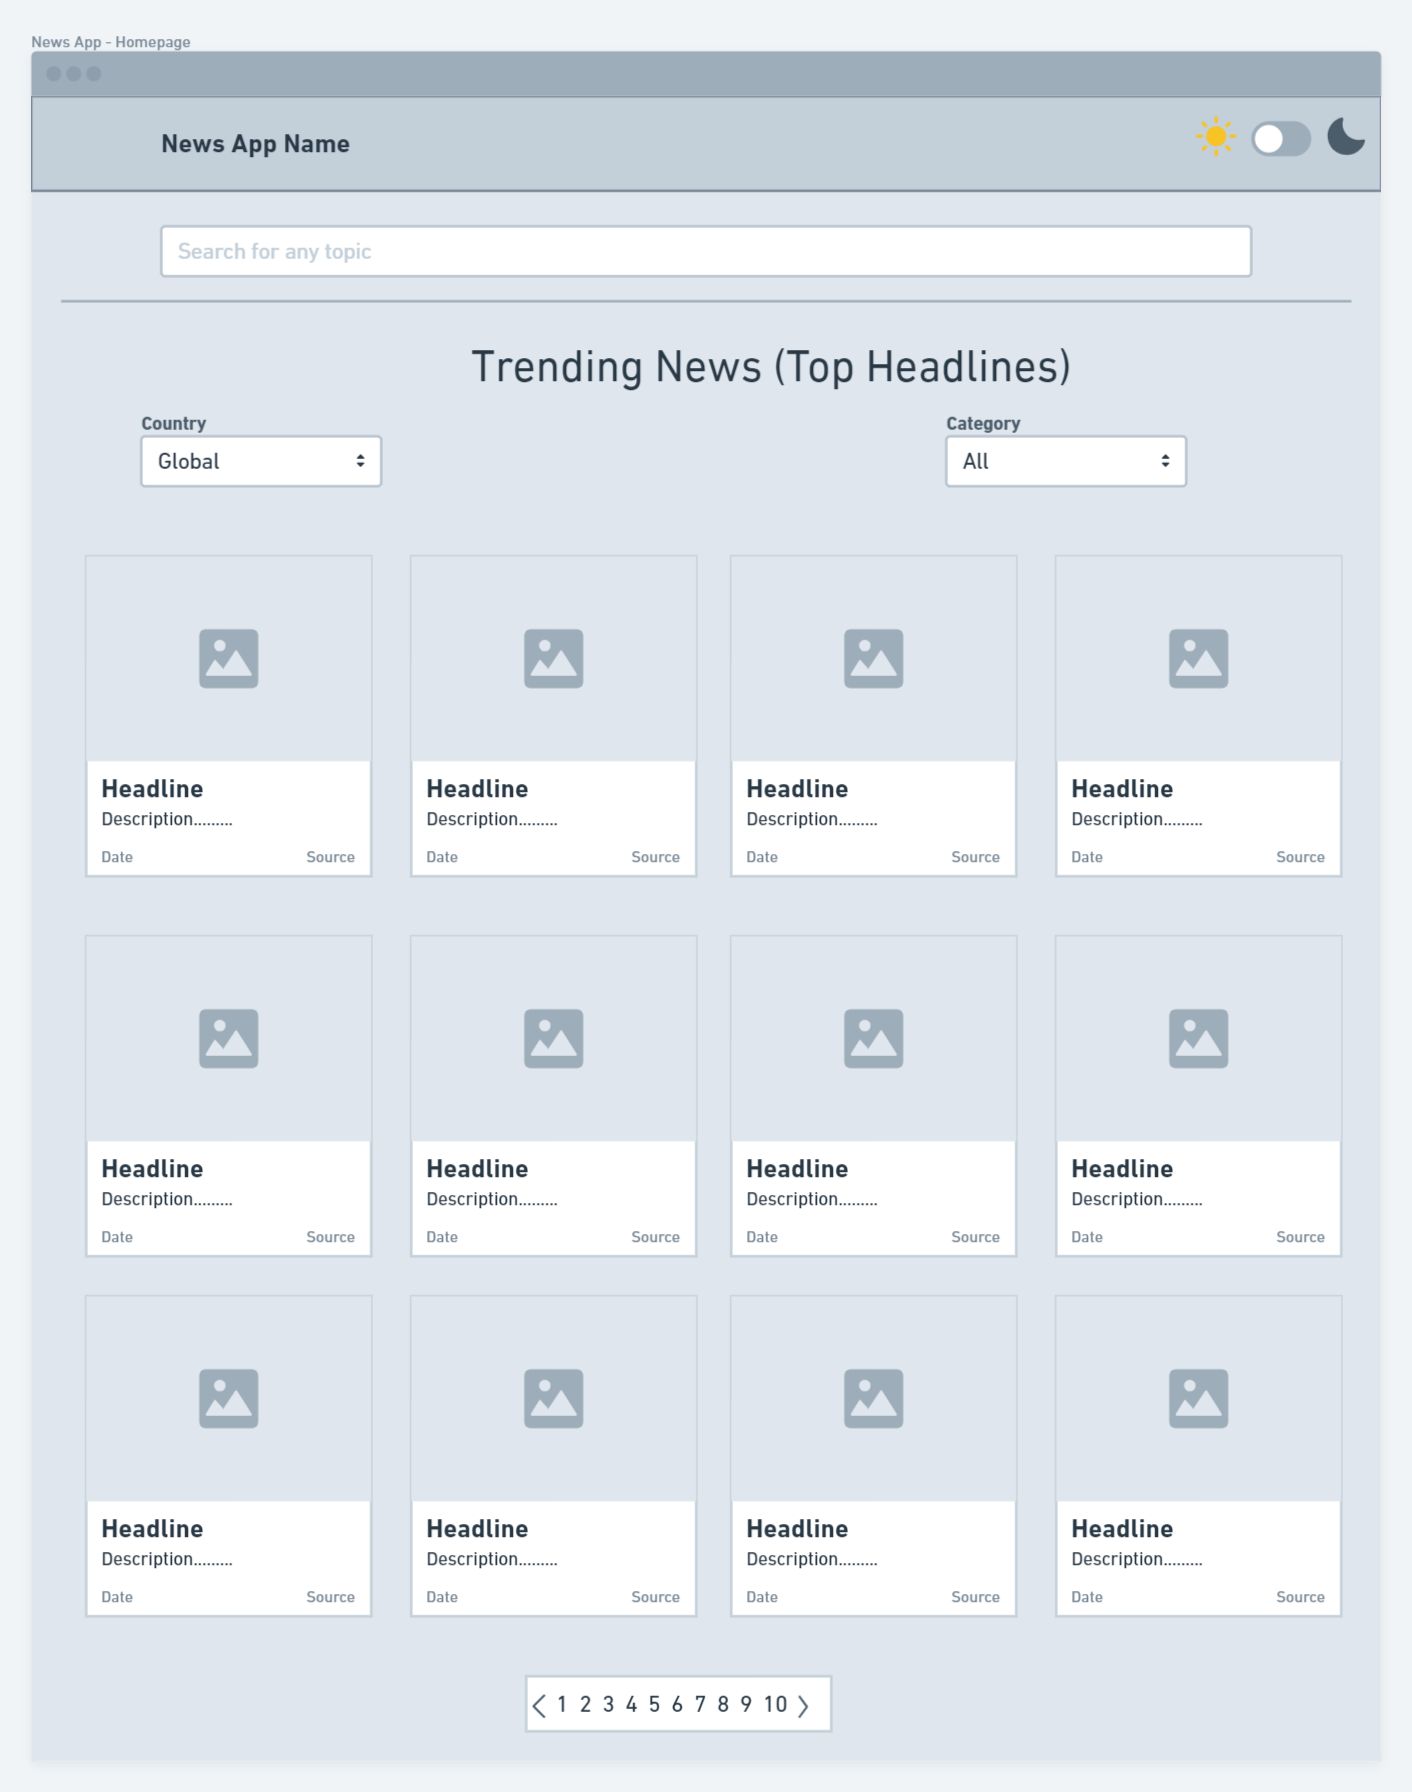 News App - Homepage
News App Name
Search for any topic
Trending News (Top Headlines)
Country
Category
Global
All
Headline
Description.........
Date Source
Headline
Description.........
Date Source
Headline
Description.........
Date Source
Headline
Description.........
Date Source
Headline
Description.........
Date Source
Headline
Description.........
Date Source
Headline
Description.........
Date Source
Headline
Description.........
Date Source
Headline
Description.........
Date Source
Headline
Description.........
Date Source
Headline
Description.........
Date Source
Headline
Description.........
Date Source
1 2 3 4 5 6 7 8 9 10